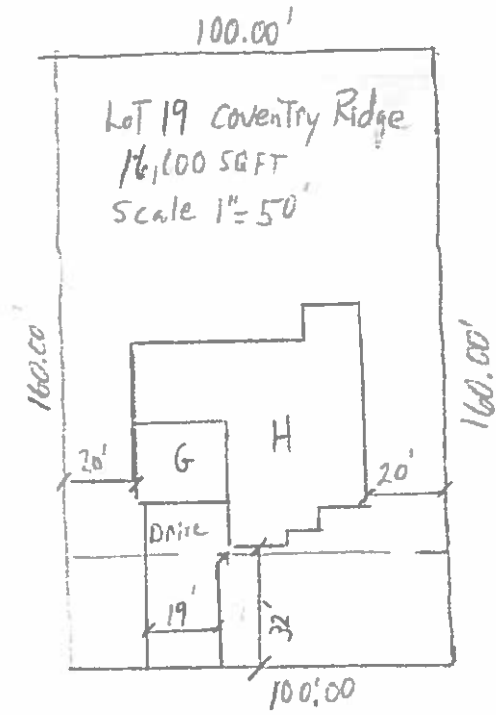 100.00'
LoT 19 Coventry Ridge
16,100 SQFT
Scale 1"= 50'
160.00'
160.00'
H
G
20'
20'
Drive
19'
32'
100.'00